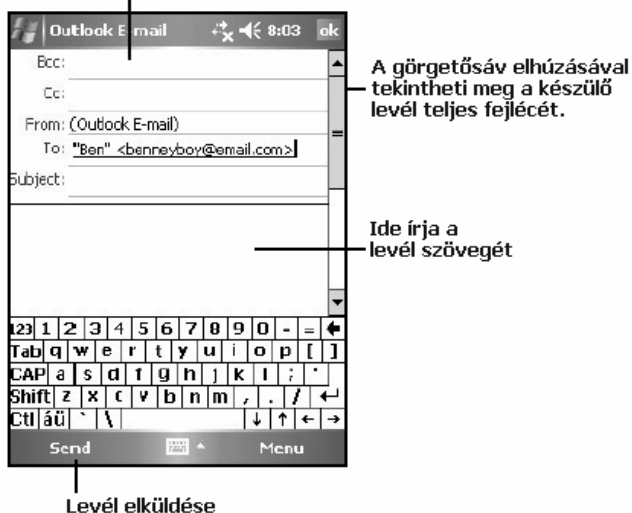 Outlook E-mail 8:03 ok
Bcc:
Cc:
From: (Outlook E-mail)
To: "Ben" <benneyboy@email.com>
Subject:
A görgetősáv elhúzásával
tekintheti meg a készülő
levél teljes fejlécét.
Ide írja a
levél szövegét
123 1 2 3 4 5 6 7 8 9 0 - =
Tab q w e r t y u i o p [ ]
CAP a s d f g h j k l ; '
Shift z x c v b n m , . /
Ctl áü ` \ ↓ ↑ ← →
Send Menu
Levél elküldése